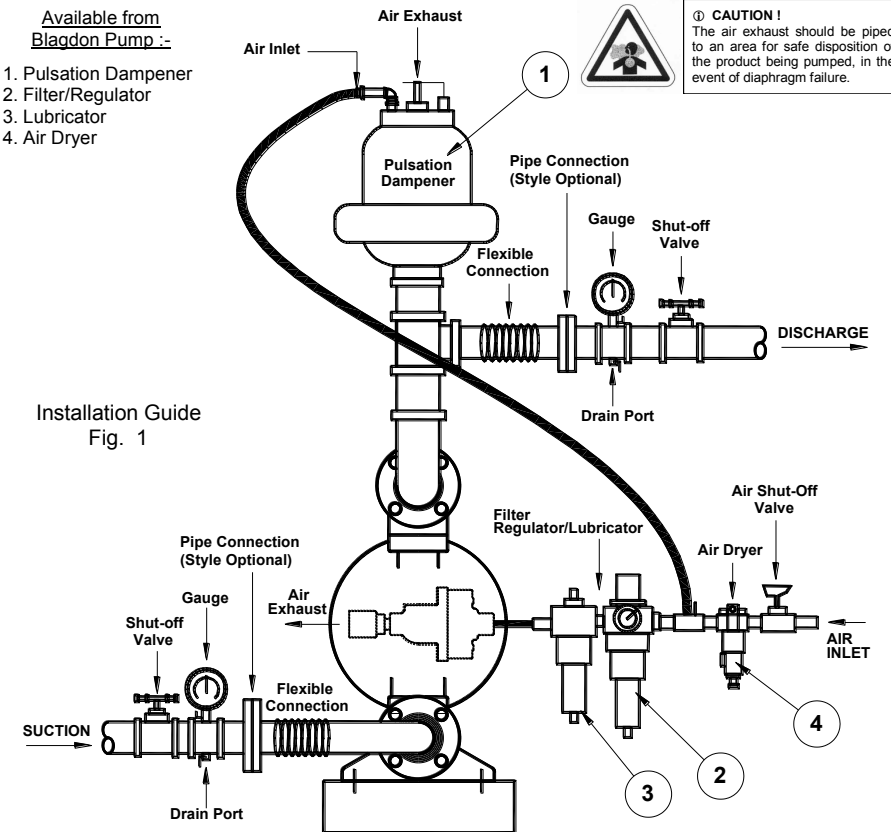 Available from
Blagdon Pump :-
1. Pulsation Dampener
2. Filter/Regulator
3. Lubricator
4. Air Dryer
Air Exhaust
Air Inlet
1
ⓘ CAUTION !
The air exhaust should be piped
to an area for safe disposition o
the product being pumped, in the
event of diaphragm failure.
Pulsation
Dampener
Pipe Connection
(Style Optional)
Gauge
Shut-off
Valve
Flexible
Connection
DISCHARGE
Drain Port
Installation Guide
Fig. 1
Air Shut-Off
Valve
Filter
Regulator/Lubricator
Air Dryer
Pipe Connection
(Style Optional)
Air
Exhaust
Gauge
Shut-off
Valve
AIR
INLET
Flexible
Connection
SUCTION
4
2
3
Drain Port